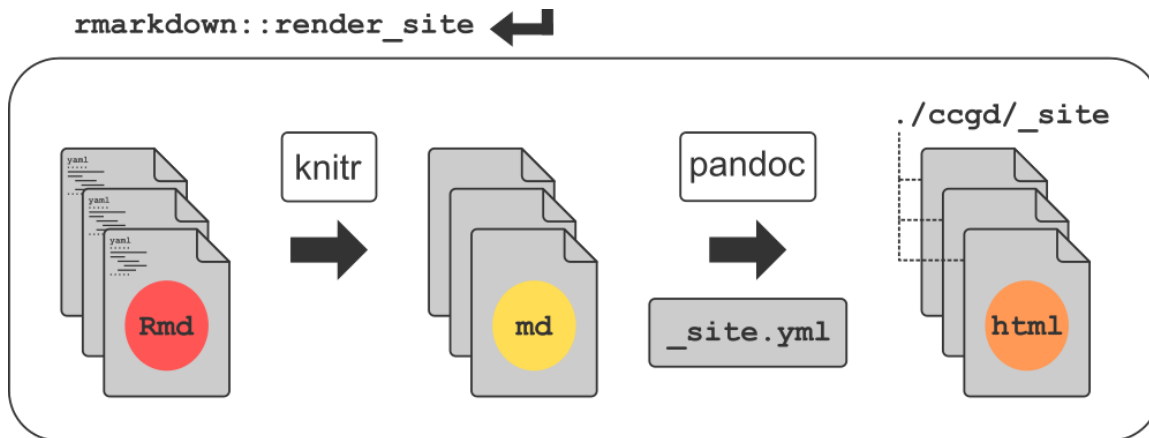 rmarkdown::render_site
./ccgd/_site
knitr
pandoc
yaml
yaml
yaml
Rmd
md
_site.yml
html